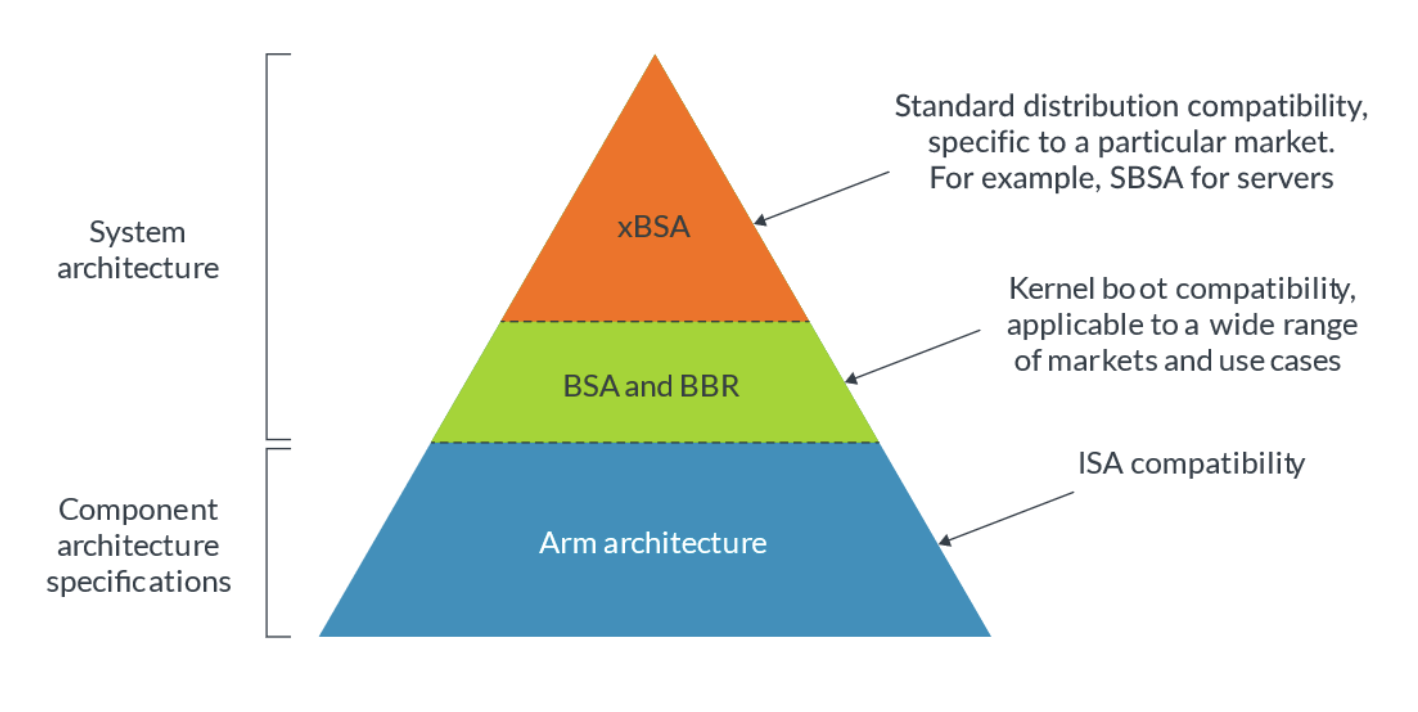 System
architecture
Component
architecture
specifications
xBSA
BSA and BBR
Arm architecture
Standard distribution compatibility,
specific to a particular market.
For example, SBSA for servers
Kernel boot compatibility,
applicable to a wide range
of markets and use cases
ISA compatibility